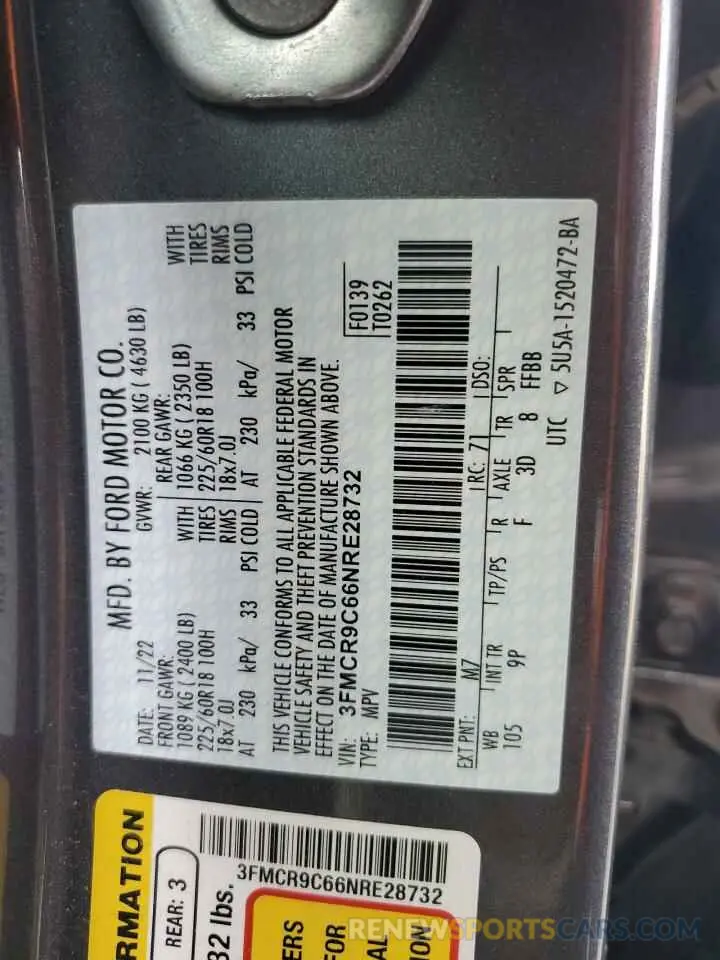 MFD. BY FORD MOTOR CO.
DATE: 11/22 GVWR: 2100 KG ( 4630 LB)
FRONT GAWR: REAR GAWR:
1089 KG ( 2400 LB) WITH 1066 KG ( 2350 LB) WITH
225/60R18 100H TIRES 225/60R18 100H TIRES
18x7.0J RIMS 18x7.0J RIMS
AT 230 kPa/ 33 PSI COLD AT 230 kPa/ 33 PSI COLD
THIS VEHICLE CONFORMS TO ALL APPLICABLE FEDERAL MOTOR
VEHICLE SAFETY AND THEFT PREVENTION STANDARDS IN
EFFECT ON THE DATE OF MANUFACTURE SHOWN ABOVE.
VIN: 3FMCR9C66NRE28732 F0139
TYPE: MPV T0262
EXT PNT: M7 RC: 71 DSO:
WB INT TR TP/PS R AXLE TR SPR
105 9P F 3D 8 FFBB
UTC ▽ 5U5A-1520472-BA
RMATION
REAR: 3
32 lbs.
3FMCR9C66NRE28732
ERS
FOR
AL
ION
RENEWSPORTSCARS.COM